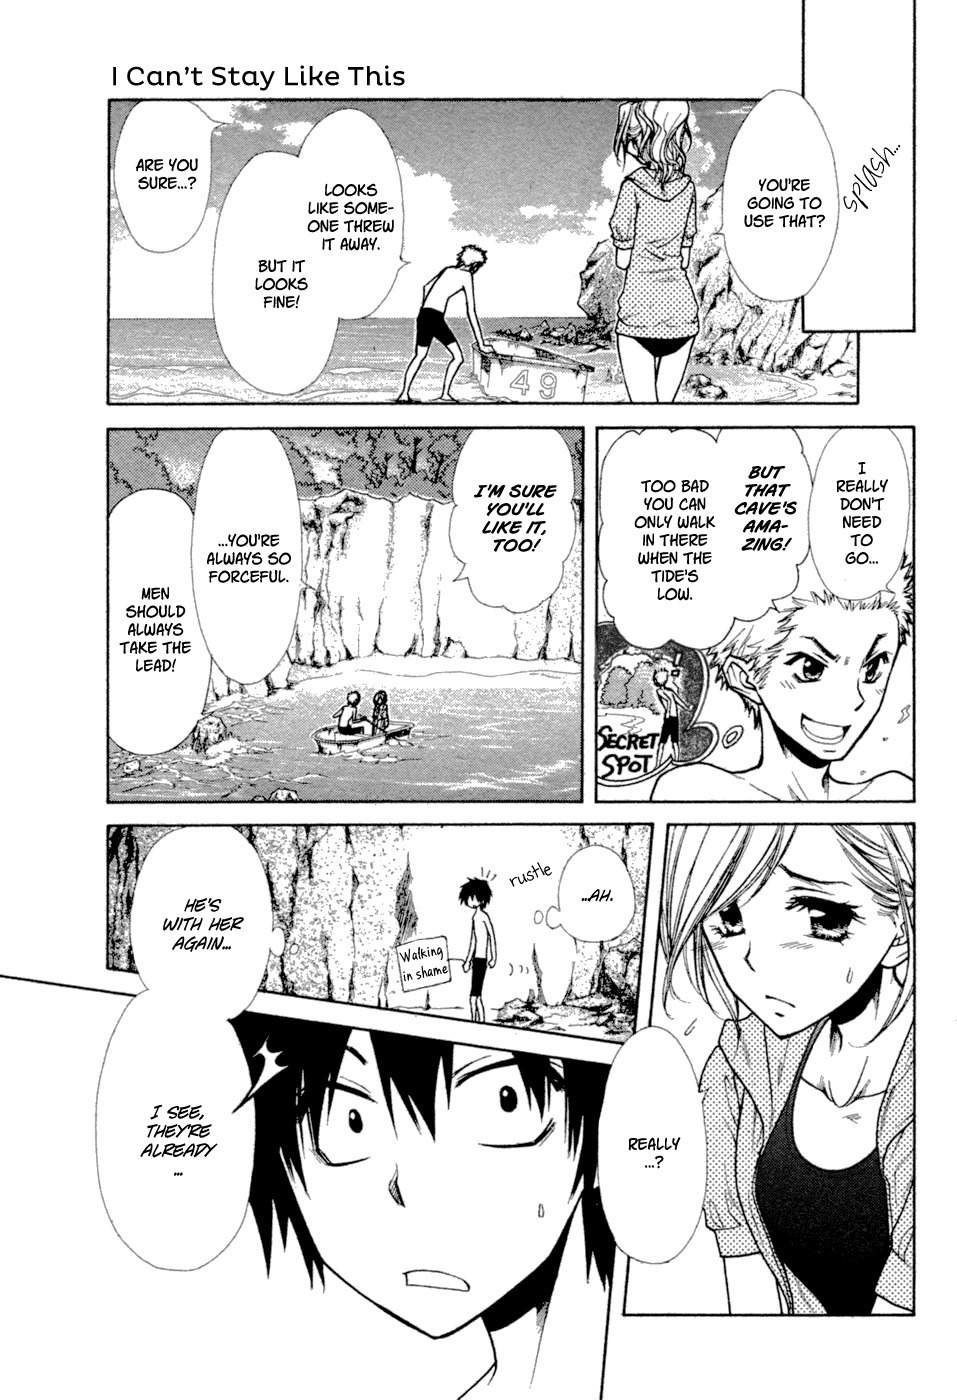 I Can't Stay Like This
splash...
YOU'RE
GOING TO
USE THAT?
LOOKS
LIKE SOME-
ONE THREW
IT AWAY.
BUT IT
LOOKS
FINE!
ARE YOU
SURE...?
49
I
REALLY
DON'T
NEED
TO
GO...
BUT
THAT
CAVE'S
AMA-
ZING!
TOO BAD
YOU CAN
ONLY WALK
IN THERE
WHEN THE
TIDE'S
LOW.
SECRET
SPOT
I'M SURE
YOU'LL
LIKE IT,
TOO!
...YOU'RE
ALWAYS SO
FORCEFUL.
MEN
SHOULD
ALWAYS
TAKE THE
LEAD!
REALLY
...?
...AH.
rustle
Walking
in shame
HE'S
WITH HER
AGAIN...
I SEE,
THEY'RE
ALREADY
...